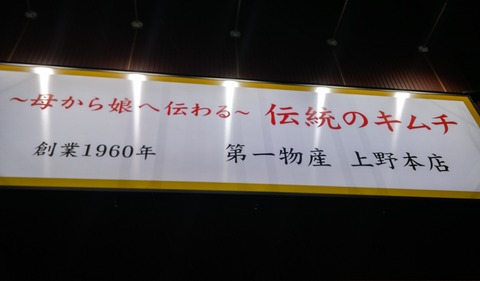 ～母から娘へ伝わる～ 伝統のキムチ
創業1960年 第一物産 上野本店